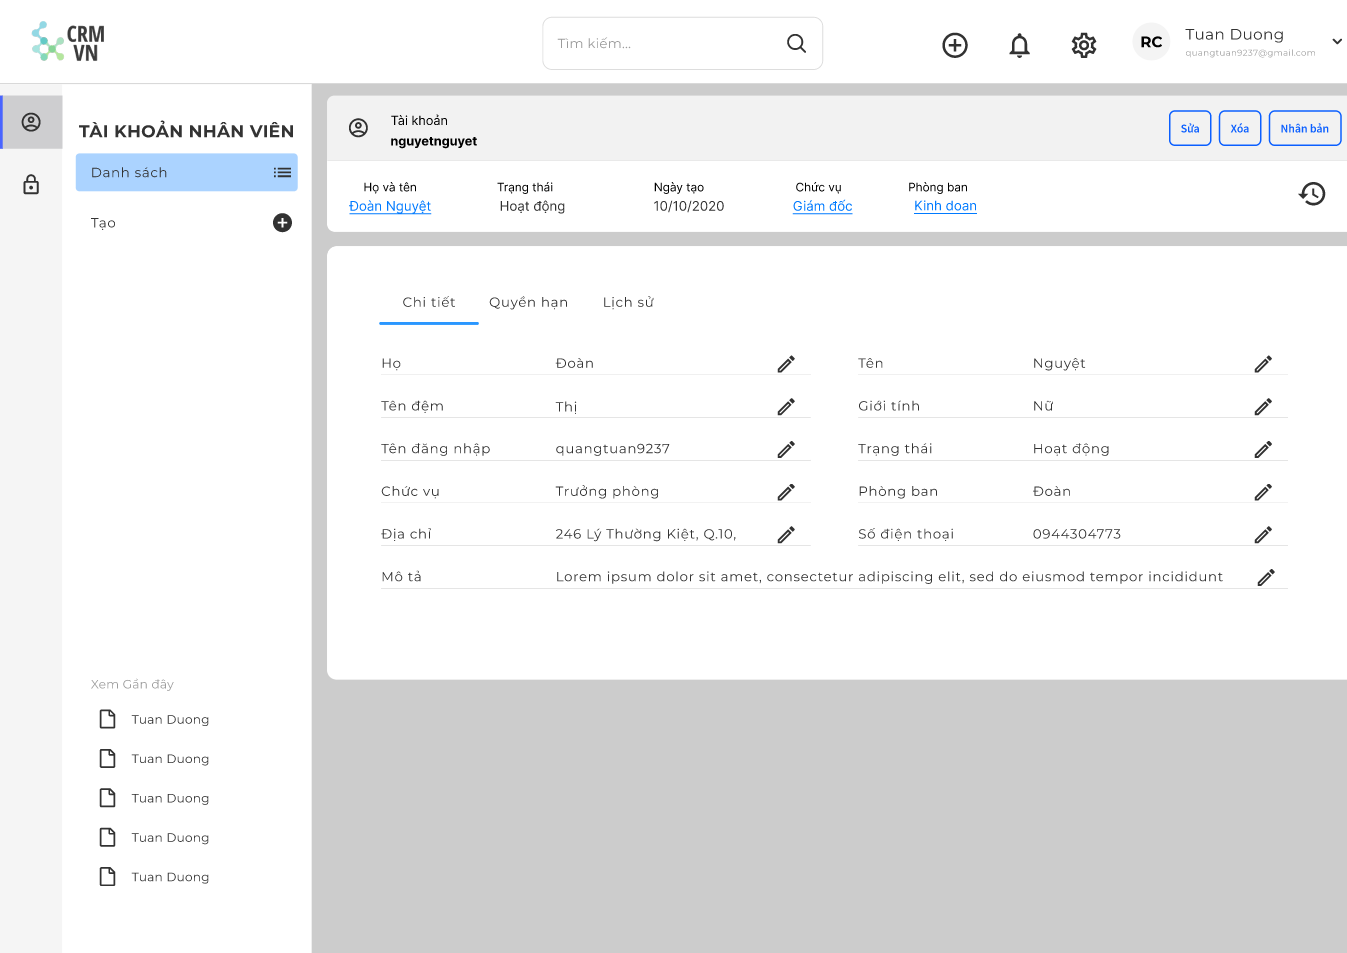 CRM
VN
Tìm kiếm...
RC
Tuan Duong
quangtuan9237@gmail.com
TÀI KHOẢN NHÂN VIÊN
Danh sách
Tạo
Tài khoản
nguyetnguyet
Sửa
Xóa
Nhân bản
Họ và tên
Trạng thái
Ngày tạo
Chức vụ
Phòng ban
Đoàn Nguyệt
Hoạt động
10/10/2020
Giám đốc
Kinh doan
Chi tiết
Quyền hạn
Lịch sử
Họ
Đoàn
Tên
Nguyệt
Tên đệm
Thị
Giới tính
Nữ
Tên đăng nhập
quangtuan9237
Trạng thái
Hoạt động
Chức vụ
Trưởng phòng
Phòng ban
Đoàn
Địa chỉ
246 Lý Thường Kiệt, Q.10,
Số điện thoại
0944304773
Mô tả
Lorem ipsum dolor sit amet, consectetur adipiscing elit, sed do eiusmod tempor incididunt
Xem Gần đây
Tuan Duong
Tuan Duong
Tuan Duong
Tuan Duong
Tuan Duong